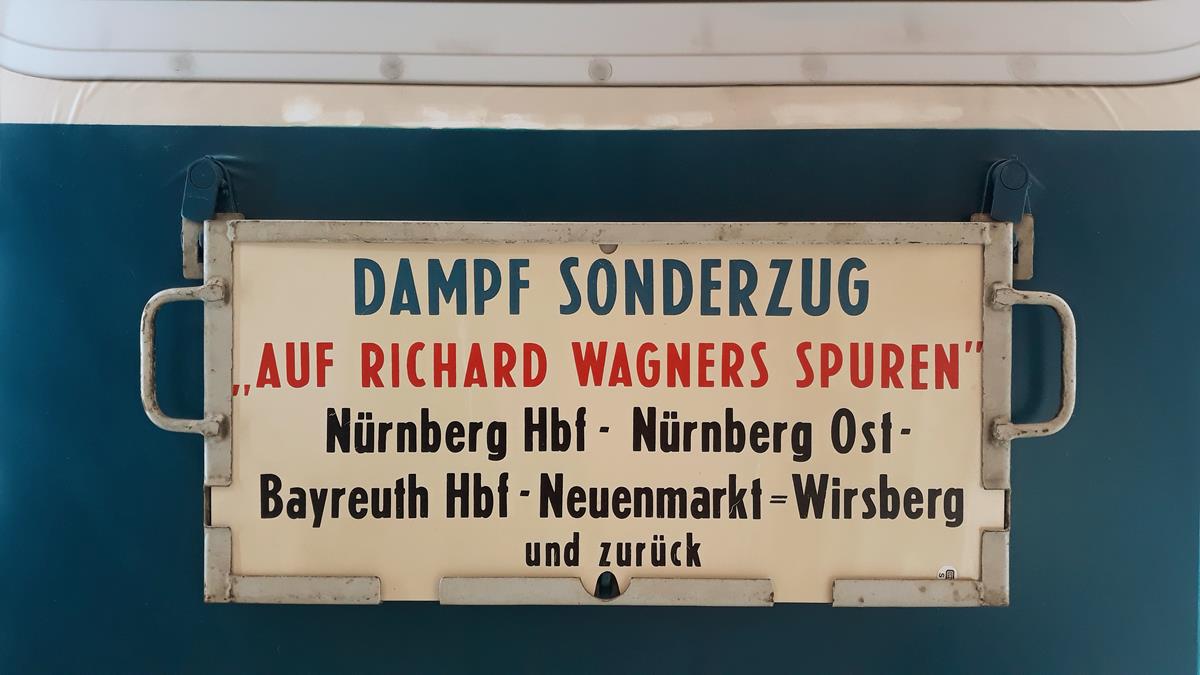 DAMPF SONDERZUG
„AUF RICHARD WAGNERS SPUREN”
Nürnberg Hbf - Nürnberg Ost-
Bayreuth Hbf - Neuenmarkt=Wirsberg
und zurück